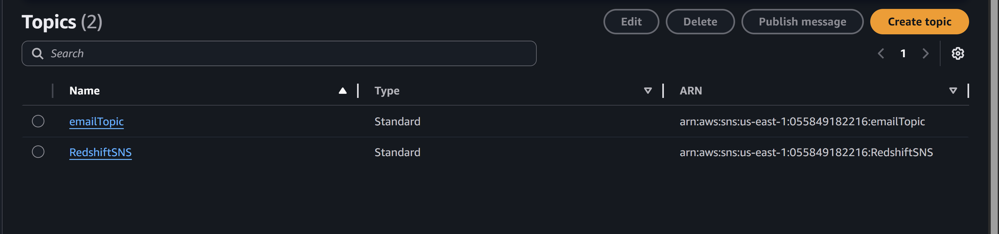 Topics (2)
Edit
Delete
Publish message
Create topic
Search
1
Name
Type
ARN
emailTopic
Standard
arn:aws:sns:us-east-1:055849182216:emailTopic
RedshiftSNS
Standard
arn:aws:sns:us-east-1:055849182216:RedshiftSNS